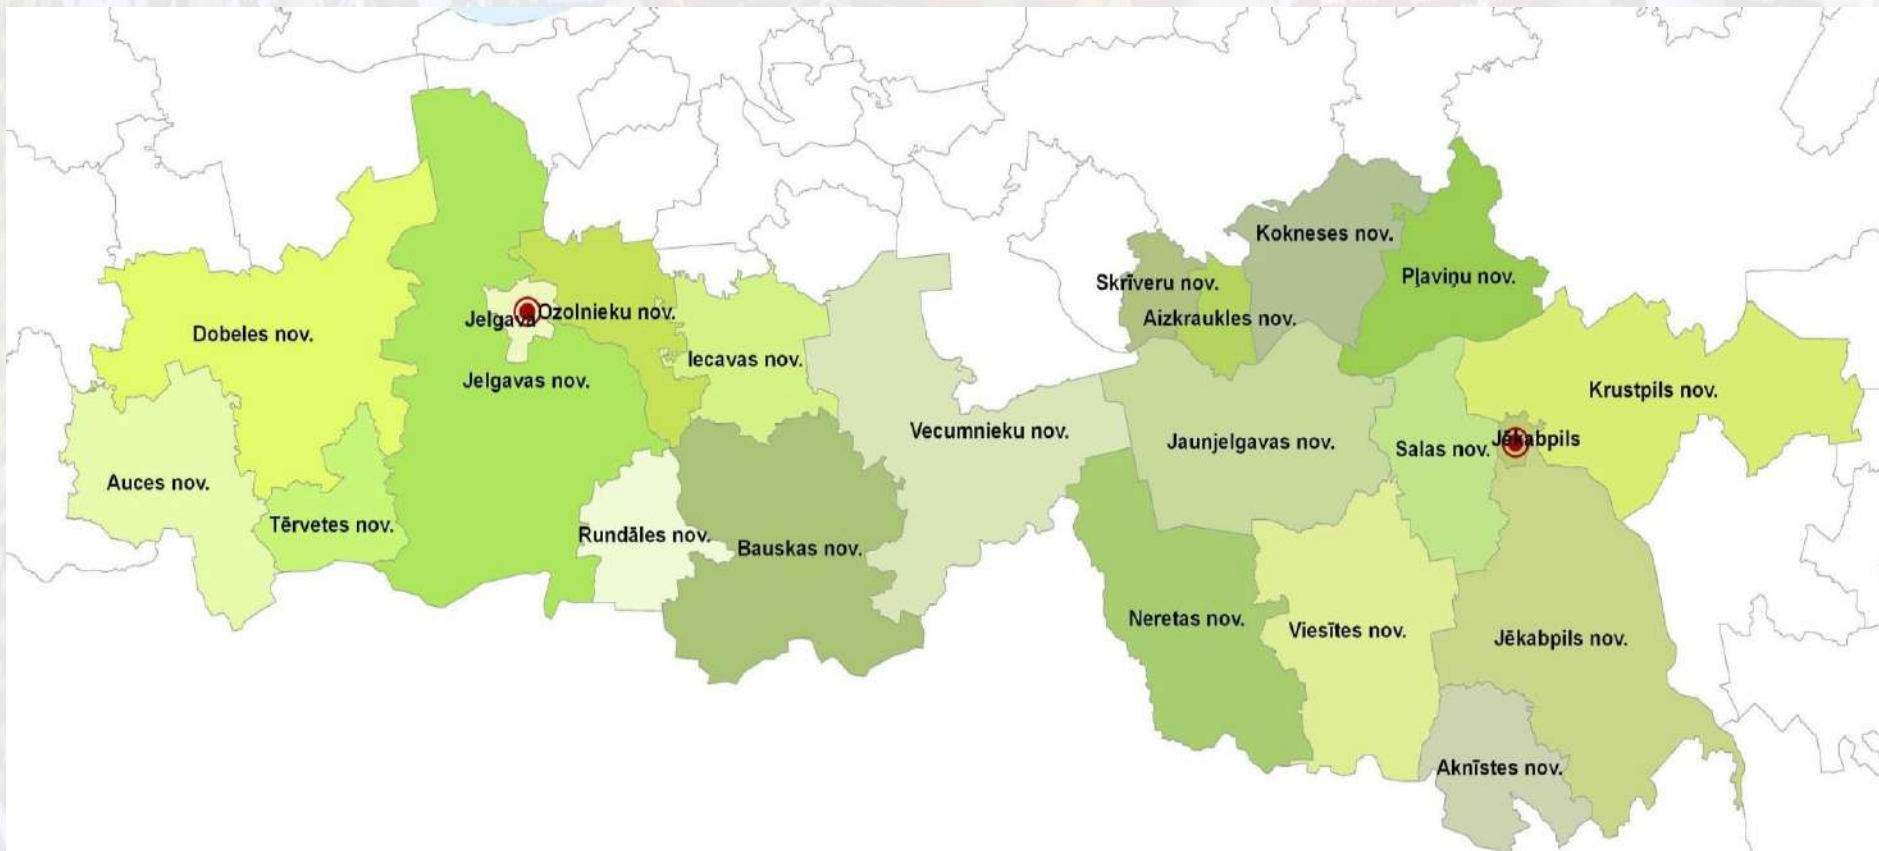 Kokneses nov.
Pļaviņu nov.
Skrīveru nov.
Jelgava
Ozolnieku nov.
Aizkraukles nov.
Dobeles nov.
Iecavas nov.
Jelgavas nov.
Krustpils nov.
Vecumnieku nov.
Jaunjelgavas nov.
Salas nov.
Jēkabpils
Auces nov.
Tērvetes nov.
Rundāles nov.
Bauskas nov.
Neretas nov.
Viesītes nov.
Jēkabpils nov.
Aknīstes nov.